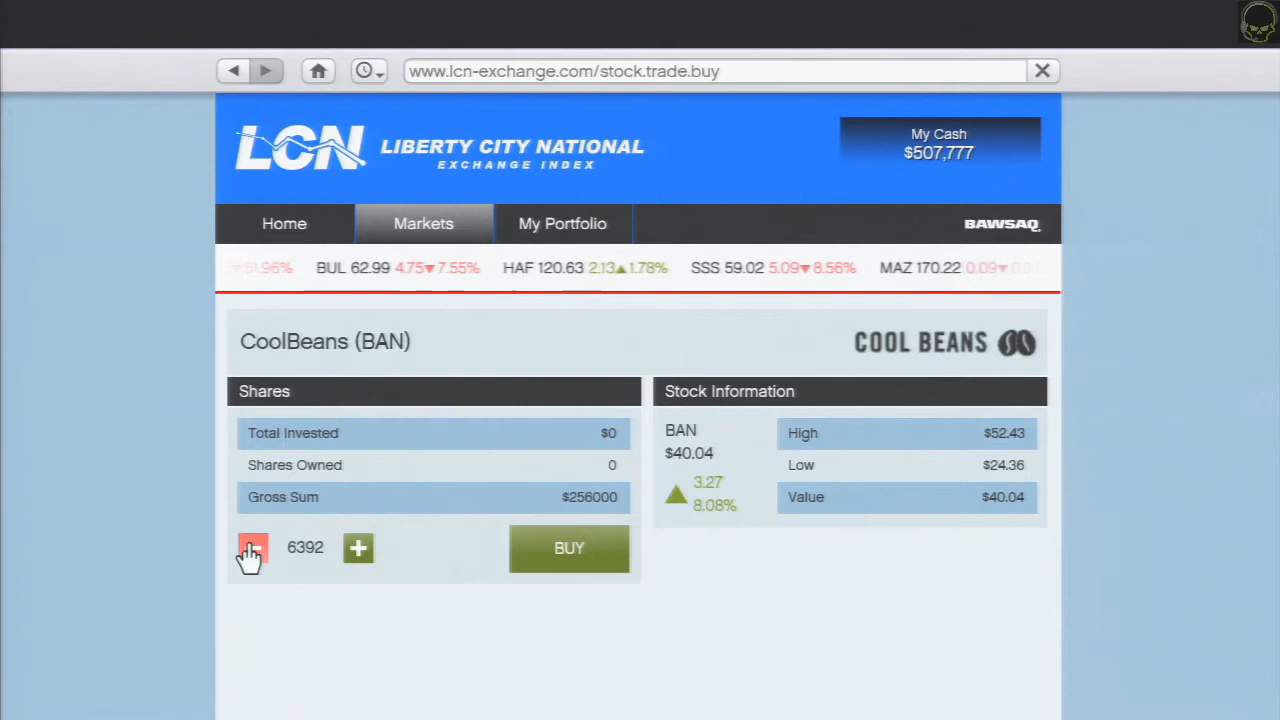 www.lcn-exchange.com/stock.trade.buy
LCN LIBERTY CITY NATIONAL
EXCHANGE INDEX
My Cash
$507,777
Home Markets My Portfolio BAWSAQ
51.96% BUL 62.99 4.75▼7.55% HAF 120.63 2.13▲1.78% SSS 59.02 5.09▼8.56% MAZ 170.22 0.09▼
CoolBeans (BAN) COOL BEANS
Shares
Total Invested $0
Shares Owned 0
Gross Sum $256000
6392 BUY
Stock Information
BAN
$40.04
3.27
8.08%
High $52.43
Low $24.36
Value $40.04